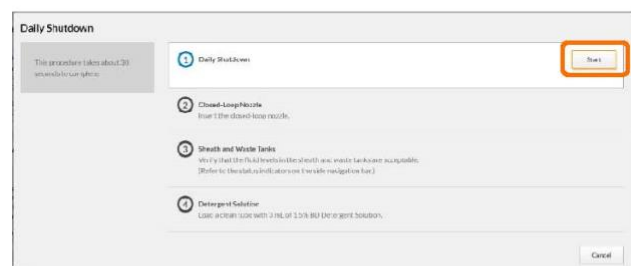 Daily Shutdown
This procedure takes about 38
seconds to complete.
1 Daily Shutdown
Start
2 Closed-Loop Nozzle
Insert the closed-loop nozzle.
3 Sheath and Waste Tanks
Verify that the fluid levels in the sheath and waste tanks are acceptable.
(Refer to the status indicators on the side navigation bar.)
4 Detergent Solution
Load a clean tube with 3 mL of 1.5% BD Detergent Solution.
Cancel